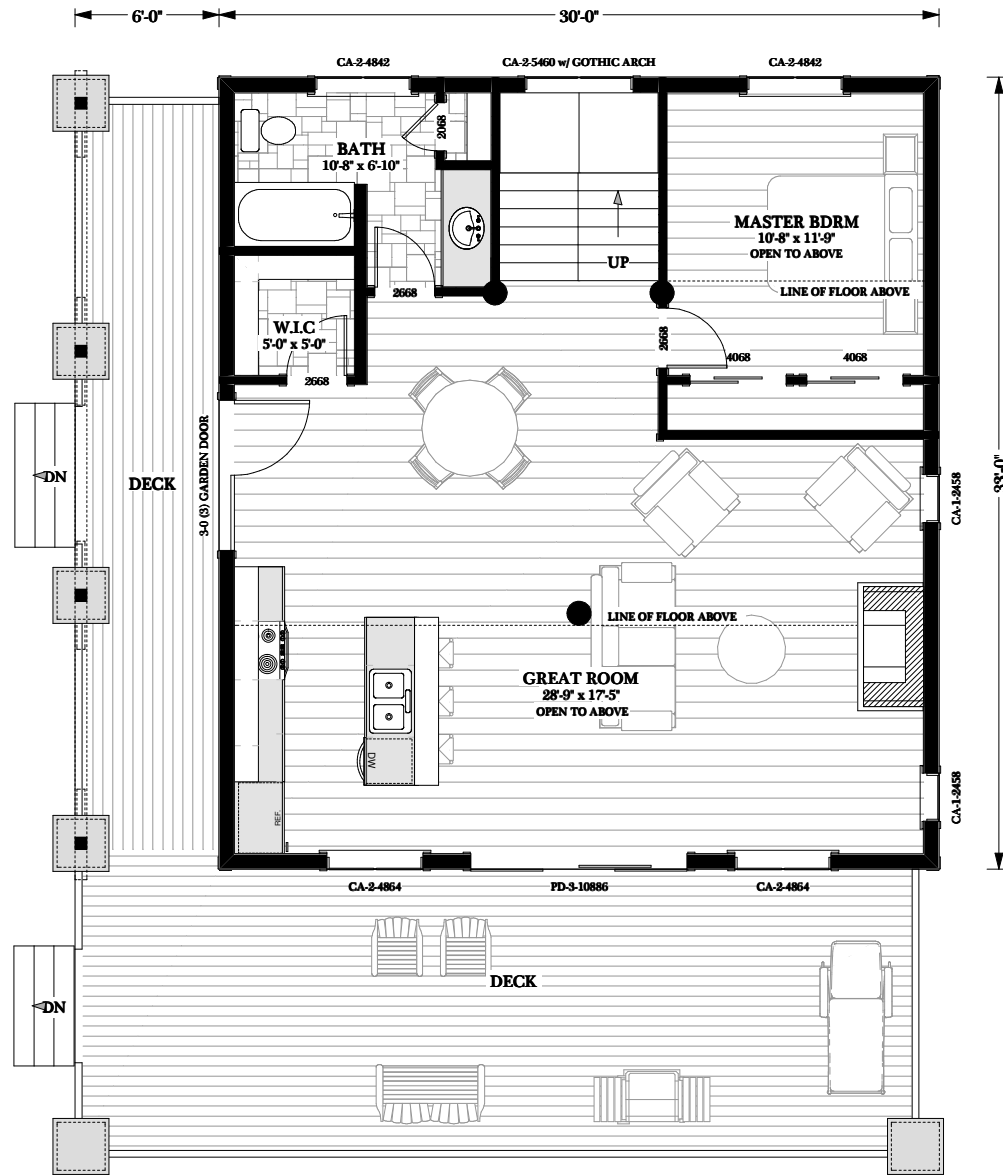 6'-0"
30'-0"
CA-2-4842
CA-2-5460 w/ GOTHIC ARCH
CA-2-4842
2068
BATH
10'-8" x 6'-10"
MASTER BDRM
10'-8" x 11'-9"
OPEN TO ABOVE
UP
LINE OF FLOOR ABOVE
2668
W.I.C
5'-0" x 5'-0"
2668
2668
4068
4068
3-0 (3) GARDEN DOOR
DN
DECK
33'-0"
CA-1-2458
LINE OF FLOOR ABOVE
GREAT ROOM
28'-9" x 17'-5"
OPEN TO ABOVE
DW
REF.
CA-1-2458
CA-2-4864
PD-3-10886
CA-2-4864
DECK
DN